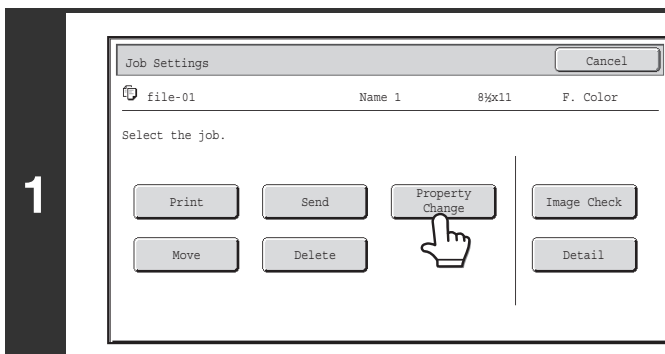 1
Job Settings Cancel
file-01 Name 1 8½x11 F. Color
Select the job.
Print Send Property Change Image Check
Move Delete Detail